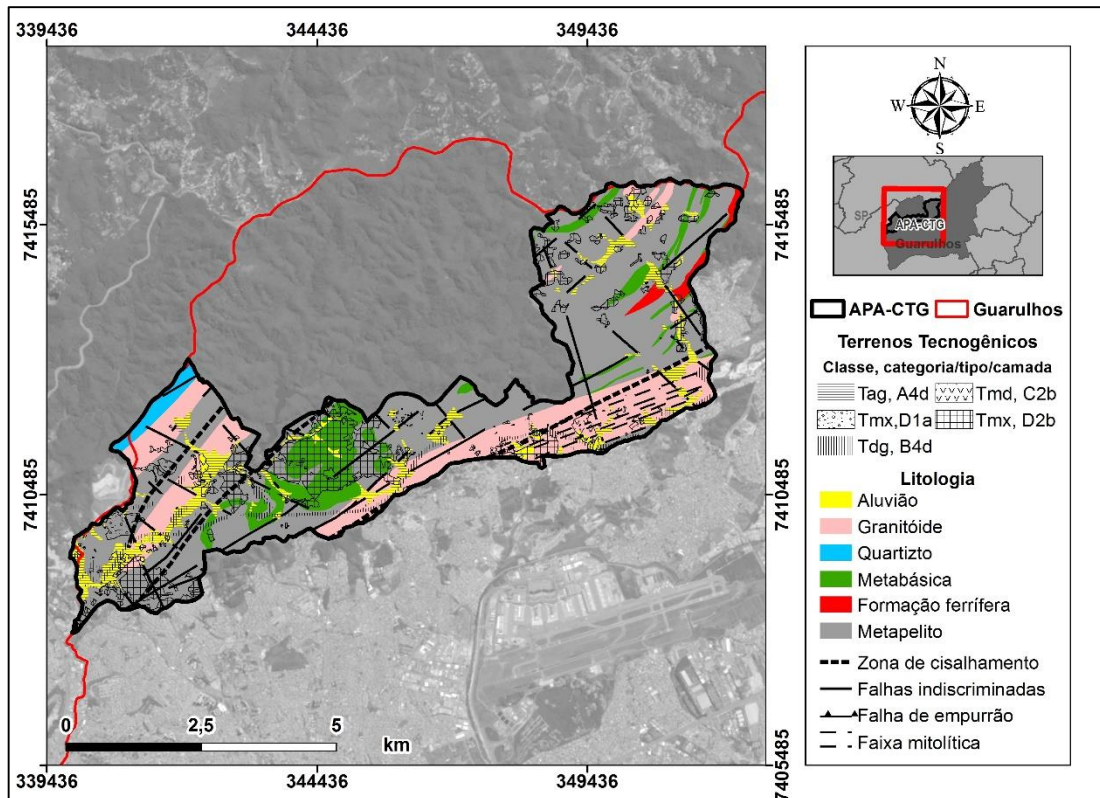 339436 344436 349436
7415485
7410485
7405485
7415485
7410485
0 2,5 5
km
339436 344436 349436
N
W E
S
SP
APA-CTG
Guarulhos
APA-CTG Guarulhos
Terrenos Tecnogênicos
Classe, categoria/tipo/camada
Tag, A4d Tmd, C2b
Tmx,D1a Tmx, D2b
Tdg, B4d
Litologia
Aluvião
Granitóide
Quartizto
Metabásica
Formação ferrífera
Metapelito
Zona de cisalhamento
Falhas indiscriminadas
Falha de empurrão
Faixa mitolítica